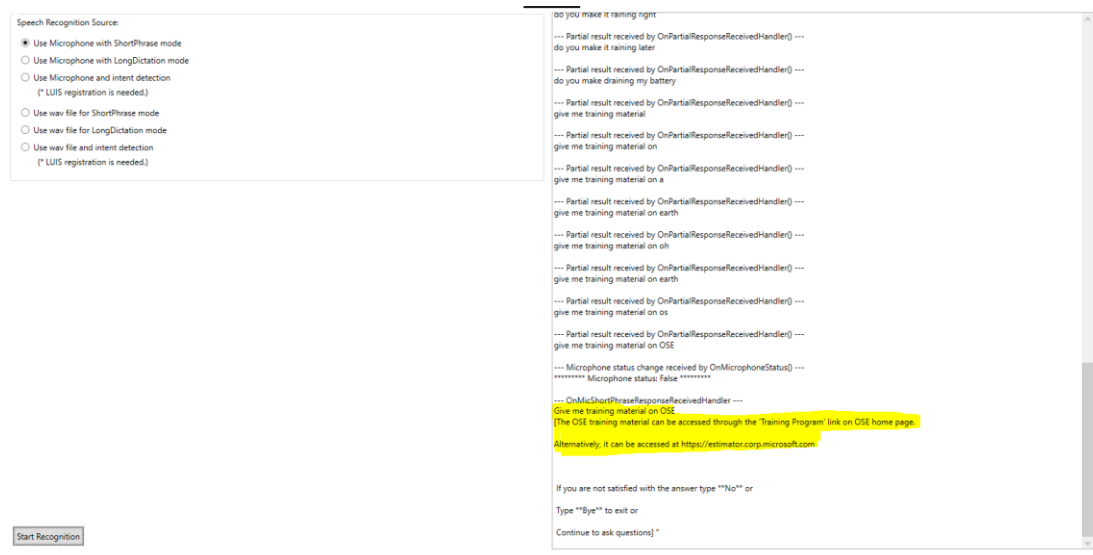 Speech Recognition Source:
Use Microphone with ShortPhrase mode
Use Microphone with LongDictation mode
Use Microphone and intent detection
(* LUIS registration is needed.)
Use wav file for ShortPhrase mode
Use wav file for LongDictation mode
Use wav file and intent detection
(* LUIS registration is needed.)
Start Recognition
do you make it raining right
--- Partial result received by OnPartialResponseReceivedHandler() ---
do you make it raining later
--- Partial result received by OnPartialResponseReceivedHandler() ---
do you make draining my battery
--- Partial result received by OnPartialResponseReceivedHandler() ---
give me training material
--- Partial result received by OnPartialResponseReceivedHandler() ---
give me training material on
--- Partial result received by OnPartialResponseReceivedHandler() ---
give me training material on a
--- Partial result received by OnPartialResponseReceivedHandler() ---
give me training material on earth
--- Partial result received by OnPartialResponseReceivedHandler() ---
give me training material on oh
--- Partial result received by OnPartialResponseReceivedHandler() ---
give me training material on earth
--- Partial result received by OnPartialResponseReceivedHandler() ---
give me training material on os
--- Partial result received by OnPartialResponseReceivedHandler() ---
give me training material on OSE
--- Microphone status change received by OnMicrophoneStatus() ---
********* Microphone status: False *********
--- OnMicShortPhraseResponseReceivedHandler ---
Give me training material on OSE
[The OSE training material can be accessed through the 'Training Program' link on OSE home page.
Alternatively, it can be accessed at https://estimator.corp.microsoft.com
If you are not satisfied with the answer type **No** or
Type **Bye** to exit or
Continue to ask questions] "